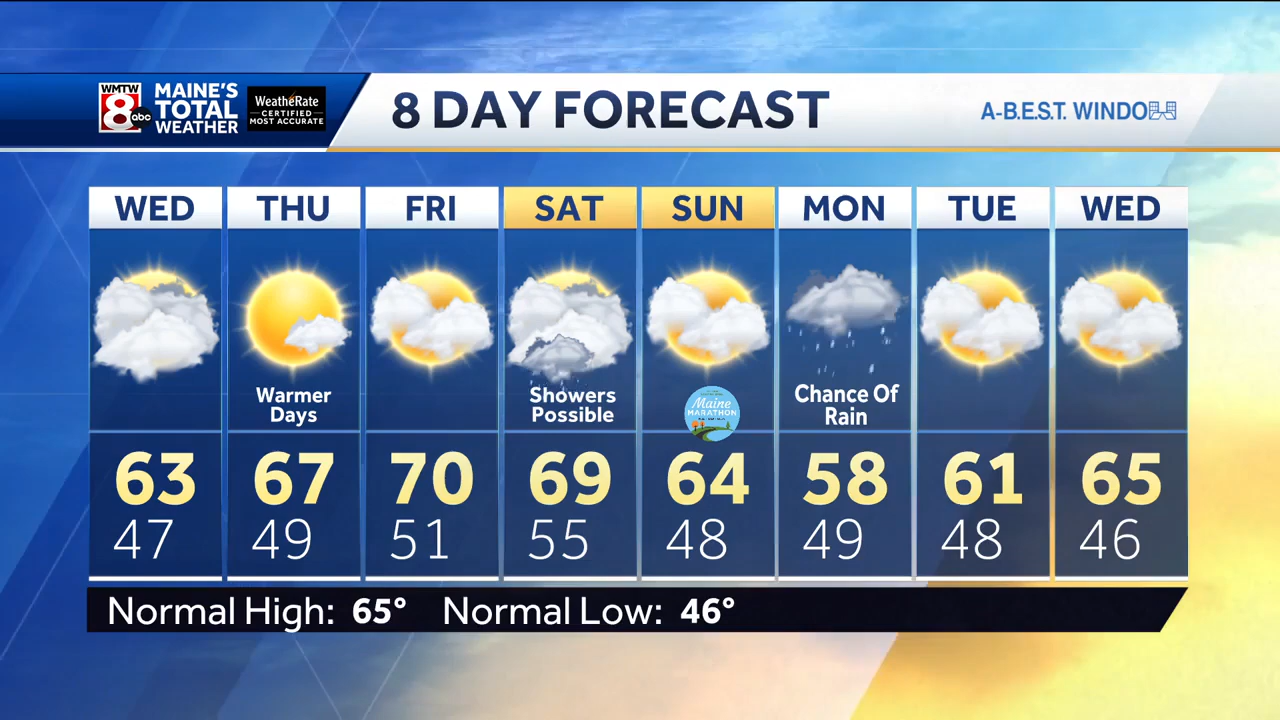 WMTW
8
abc
MAINE'S
TOTAL
WEATHER
WeatheRate
CERTIFIED
MOST ACCURATE
8 DAY FORECAST
A-B.E.S.T. WINDO
WED THU FRI SAT SUN MON TUE WED
Warmer
Days
Showers
Possible
Maine
MARATHON
Chance Of
Rain
63 67 70 69 64 58 61 65
47 49 51 55 48 49 48 46
Normal High: 65° Normal Low: 46°